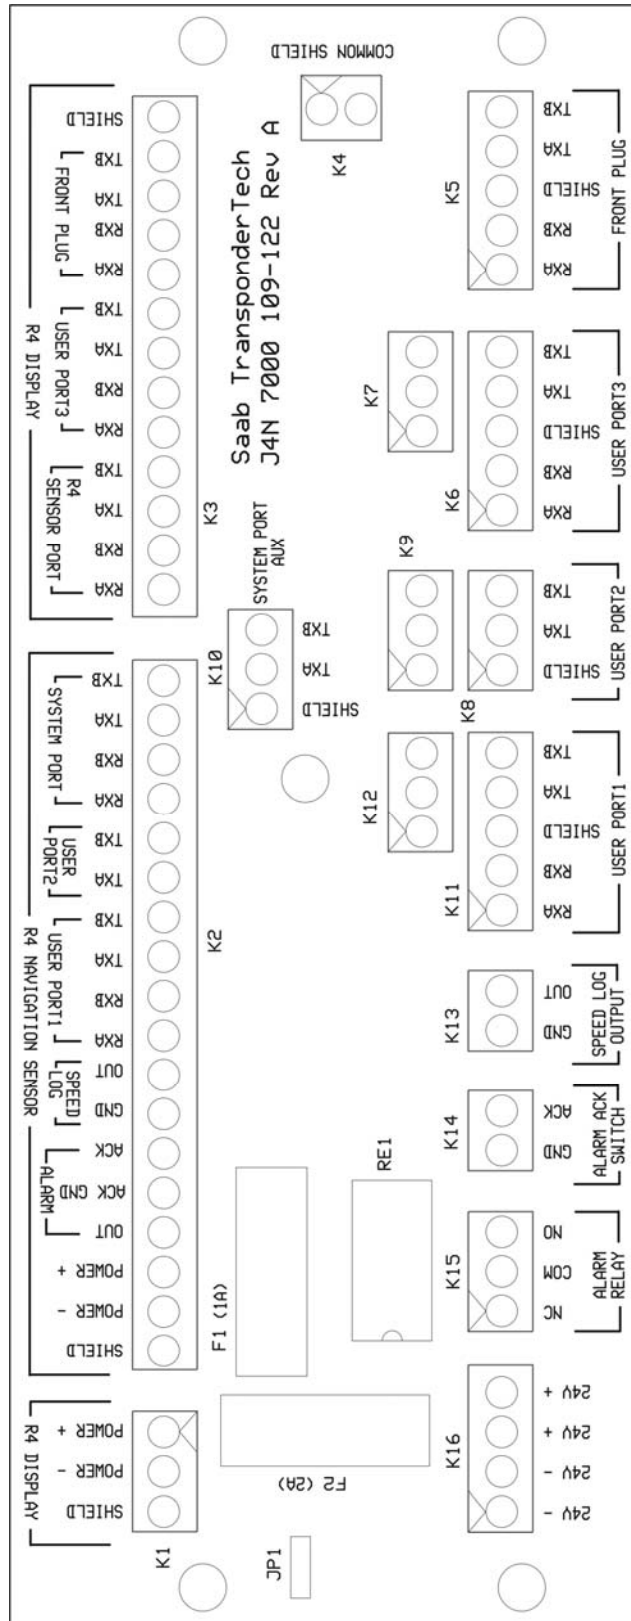 COMMON SHIELD
K4
R4 DISPLAY
SHIELD
FRONT PLUG
TXB
TXA
RXB
RXA
USER PORT3
TXB
TXA
RXB
RXA
R4
SENSOR PORT
TXB
TXA
RXB
RXA
K3
Saab TransponderTech
J4N 7000 109-122 Rev A
K5
TXB
TXA
SHIELD
RXB
RXA
FRONT PLUG
K7
K6
TXB
TXA
SHIELD
RXB
RXA
USER PORT3
SYSTEM PORT
AUX
K10
TXB
TXA
SHIELD
K9
K8
TXB
TXA
SHIELD
USER PORT2
R4 NAVIGATION SENSOR
SYSTEM PORT
TXB
TXA
RXB
RXA
USER
PORT2
TXB
TXA
USER PORT1
TXB
TXA
RXB
RXA
SPEED
LOG
OUT
GND
ALARM
ACK
ACK GND
OUT
POWER +
POWER -
SHIELD
K2
K12
K11
TXB
TXA
SHIELD
RXB
RXA
USER PORT1
K13
OUT
GND
SPEED LOG
OUTPUT
K14
ACK
GND
ALARM ACK
SWITCH
RE1
F1 (1A)
K15
NO
COM
NC
ALARM
RELAY
R4 DISPLAY
POWER +
POWER -
SHIELD
K1
F2 (2A)
JP1
K16
24V +
24V +
24V -
24V -